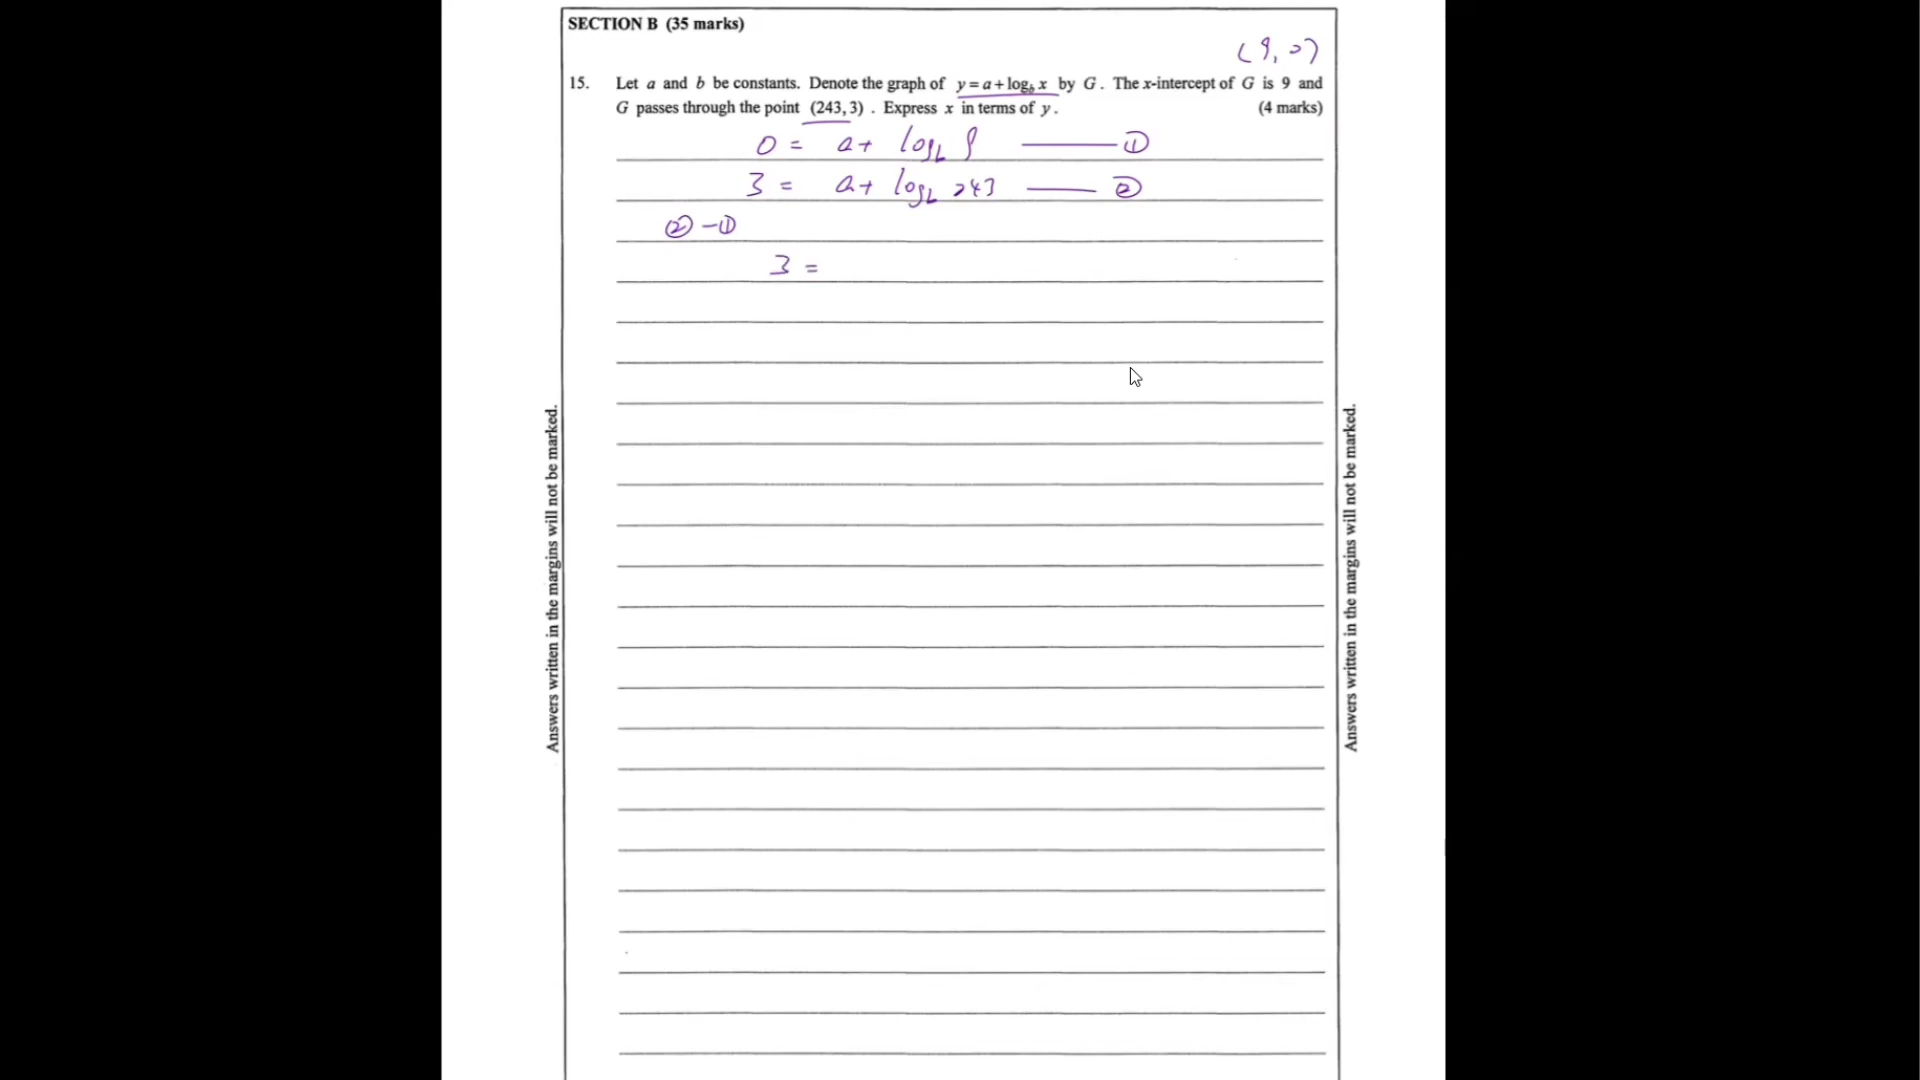 SECTION B (35 marks)
(9, 0)
15. Let a and b be constants. Denote the graph of y = a + log_b x by G. The x-intercept of G is 9 and
G passes through the point (243, 3). Express x in terms of y. (4 marks)
0 = a + log_b 9 ——— ①
3 = a + log_b 243 ——— ②
② - ①
3 =
Answers written in the margins will not be marked.
Answers written in the margins will not be marked.